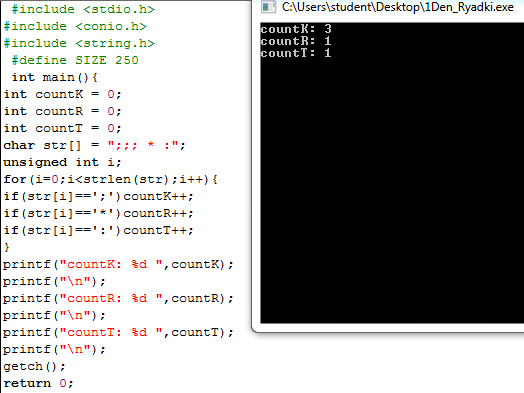 #include <stdio.h>
#include <conio.h>
#include <string.h>
#define SIZE 250
int main(){
int countK = 0;
int countR = 0;
int countT = 0;
char str[] = ";;; * :";
unsigned int i;
for(i=0;i<strlen(str);i++){
if(str[i]==';')countK++;
if(str[i]=='*')countR++;
if(str[i]==':')countT++;
}
printf("countK: %d ",countK);
printf("\n");
printf("countR: %d ",countR);
printf("\n");
printf("countT: %d ",countT);
printf("\n");
getch();
return 0;
C:\Users\student\Desktop\1Den_Ryadki.exe
countK: 3
countR: 1
countT: 1